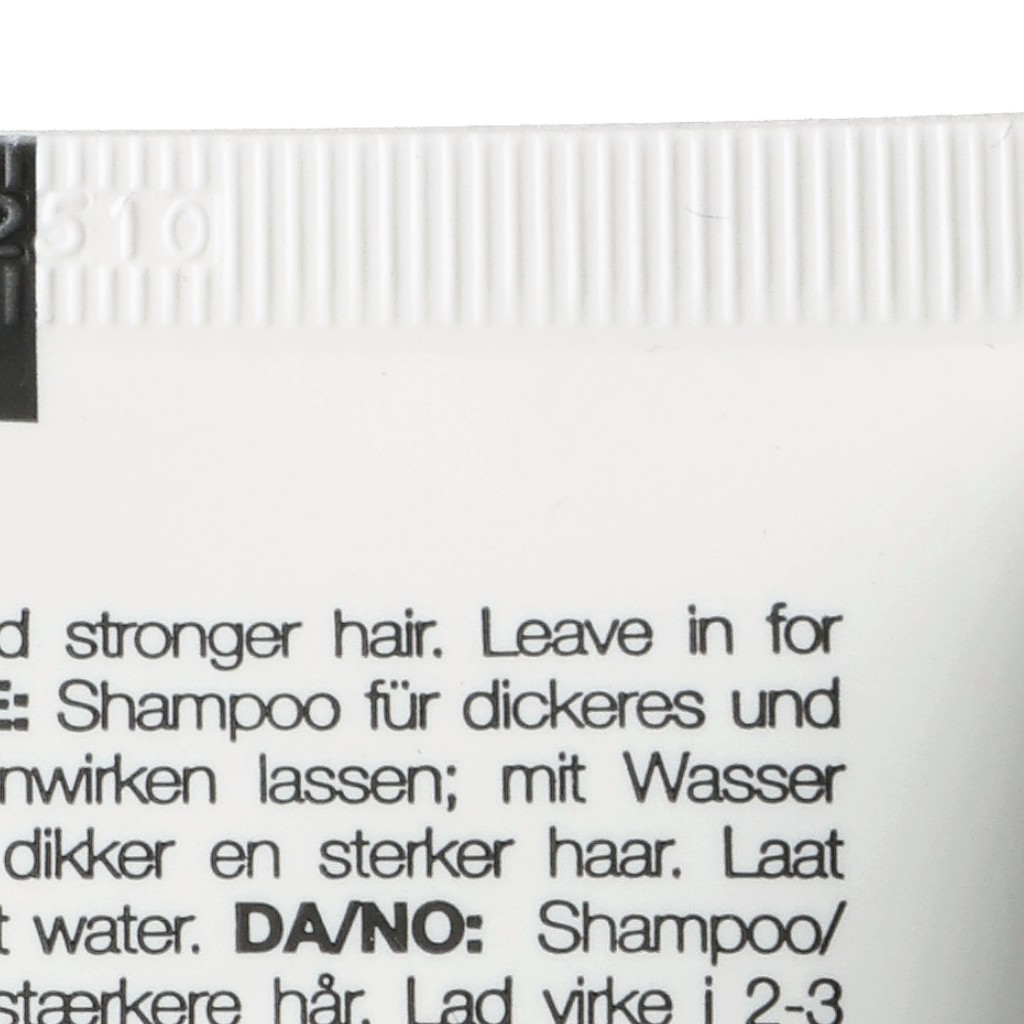 2510
d stronger hair. Leave in for
E: Shampoo für dickeres und
nwirken lassen; mit Wasser
dikker en sterker haar. Laat
t water. DA/NO: Shampoo/
stærkere hår. Lad virke i 2-3